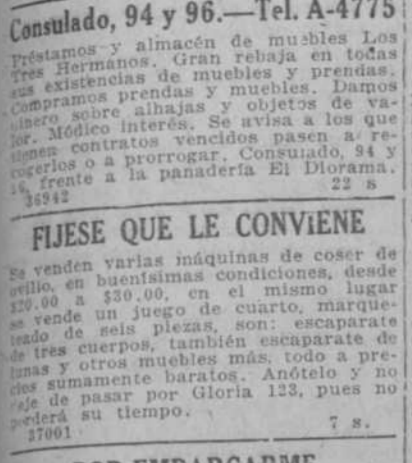 Consulado, 94 y 96.—Tel. A-4775
Préstamos y almacén de muebles Los
Tres Hermanos. Gran rebaja en todas
sus existencias de muebles y prendas.
Compramos prendas y muebles. Damos
dinero sobre alhajas y objetos de va-
lor. Módico interés. Se avisa a los que
tienen contratos vencidos pasen a re-
cogerlos o a prorrogar. Consulado, 94 y
96, frente a la panadería El Diorama.
36942 22 s
FIJESE QUE LE CONVIENE
Se venden varias máquinas de coser de
ovillo, en buenísimas condiciones, desde
$20.00 a $30.00, en el mismo lugar
se vende un juego de cuarto, marque-
teado de seis piezas, son: escaparate
de tres cuerpos, también escaparate de
lunas y otros muebles más, todo a pre-
cios sumamente baratos. Anótelo y no
deje de pasar por Gloria 123, pues no
perderá su tiempo.
37001 7 s.
POR EMBARCARME